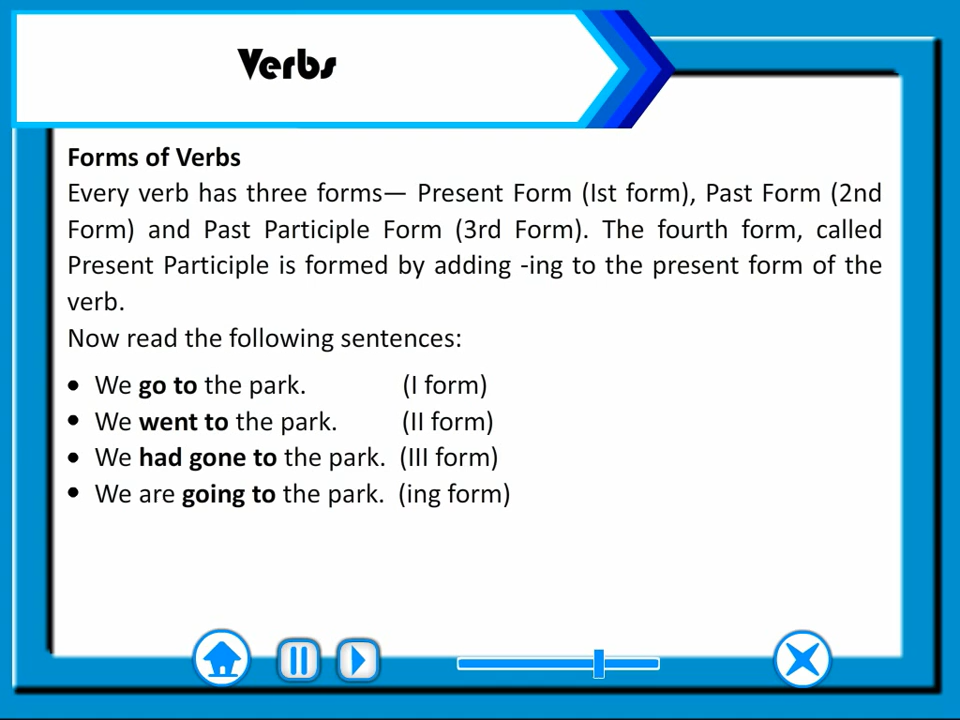 Verbs
Forms of Verbs
Every verb has three forms— Present Form (Ist form), Past Form (2nd
Form) and Past Participle Form (3rd Form). The fourth form, called
Present Participle is formed by adding -ing to the present form of the
verb.
Now read the following sentences:
• We go to the park. (I form)
• We went to the park. (II form)
• We had gone to the park. (III form)
• We are going to the park. (ing form)